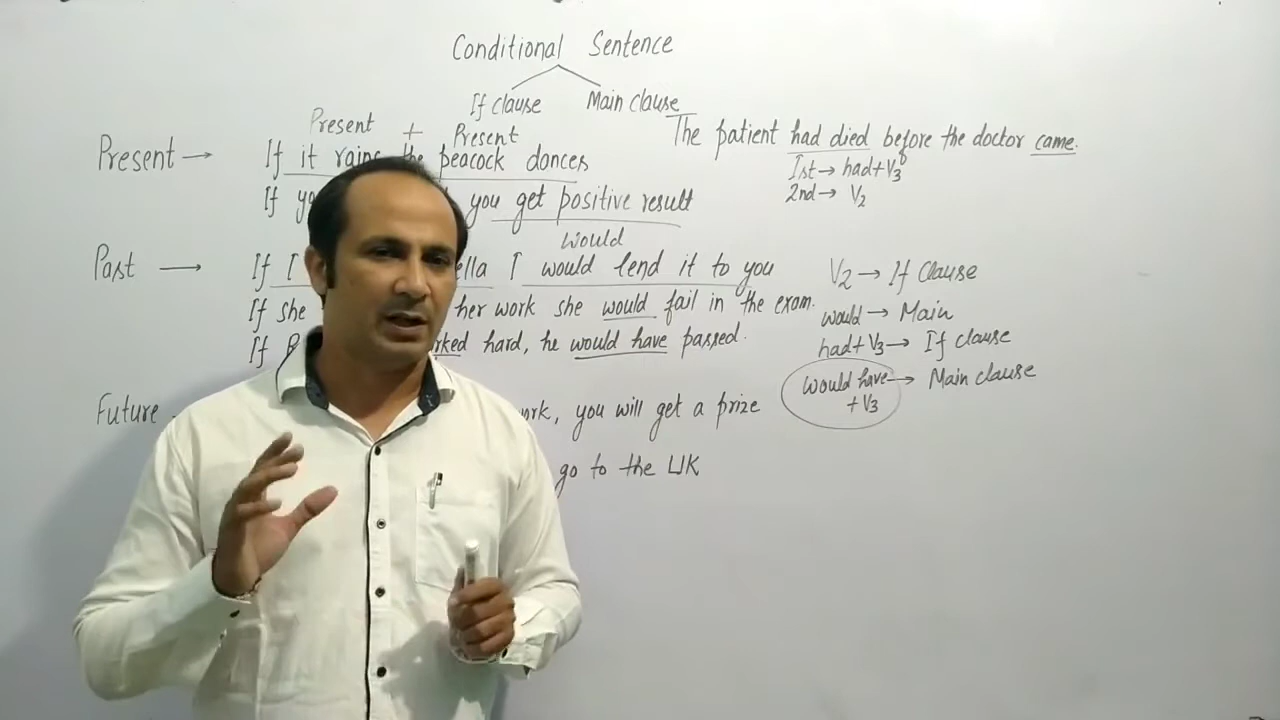 Conditional Sentence
If clause Main clause
Present + Present
Present → If it rains the peacock dances
If you get positive result
The patient had died before the doctor came.
Ist → had+V3
2nd → V2
would
Past → If I I would lend it to you
If she her work she would fail in the exam.
If hard, he would have passed.
V2 → If Clause
would → Main
had+V3 → If clause
would have +V3 → Main clause
Future you will get a prize
go to the UK